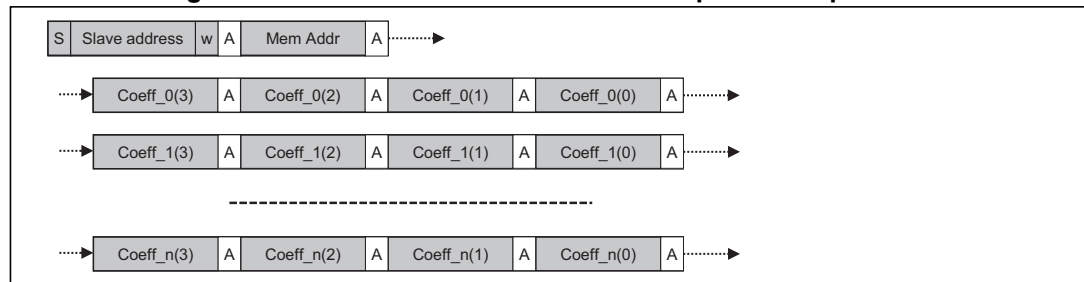 S Slave address w A Mem Addr A
Coeff_0(3) A Coeff_0(2) A Coeff_0(1) A Coeff_0(0) A
Coeff_1(3) A Coeff_1(2) A Coeff_1(1) A Coeff_1(0) A
Coeff_n(3) A Coeff_n(2) A Coeff_n(1) A Coeff_n(0) A